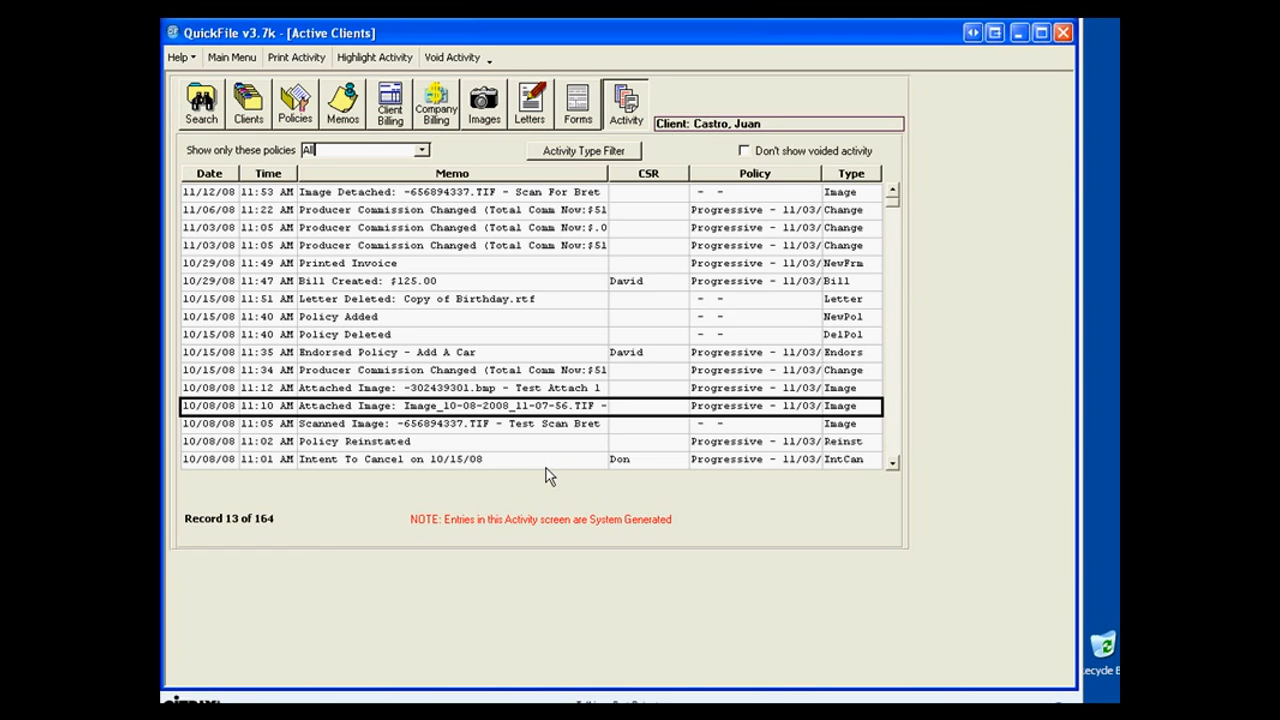 QuickFile v3.7k - [Active Clients]
Help Main Menu Print Activity Highlight Activity Void Activity
Search Clients Policies Memos Client Billing Company Billing Images Letters Forms Activity
Client: Castro, Juan
Show only these policies All Activity Type Filter Don't show voided activity
Date Time Memo CSR Policy Type
11/12/08 11:53 AM Image Detached: -656894337.TIF - Scan For Bret - - Image
11/06/08 11:22 AM Producer Commission Changed (Total Comm Now:$51 Progressive - 11/03/ Change
11/03/08 11:05 AM Producer Commission Changed (Total Comm Now:$.0 Progressive - 11/03/ Change
11/03/08 11:05 AM Producer Commission Changed (Total Comm Now:$51 Progressive - 11/03/ Change
10/29/08 11:49 AM Printed Invoice Progressive - 11/03/ NewFrm
10/29/08 11:47 AM Bill Created: $125.00 David Progressive - 11/03/ Bill
10/15/08 11:51 AM Letter Deleted: Copy of Birthday.rtf - - Letter
10/15/08 11:40 AM Policy Added - - NewPol
10/15/08 11:40 AM Policy Deleted - - DelPol
10/15/08 11:35 AM Endorsed Policy - Add A Car David Progressive - 11/03/ Endors
10/15/08 11:34 AM Producer Commission Changed (Total Comm Now:$51 Progressive - 11/03/ Change
10/08/08 11:12 AM Attached Image: -302439301.bmp - Test Attach 1 Progressive - 11/03/ Image
10/08/08 11:10 AM Attached Image: Image_10-08-2008_11-07-56.TIF - Progressive - 11/03/ Image
10/08/08 11:05 AM Scanned Image: -656894337.TIF - Test Scan Bret - - Image
10/08/08 11:02 AM Policy Reinstated Progressive - 11/03/ Reinst
10/08/08 11:01 AM Intent To Cancel on 10/15/08 Don Progressive - 11/03/ IntCan
Record 13 of 164 NOTE: Entries in this Activity screen are System Generated
ecycle B